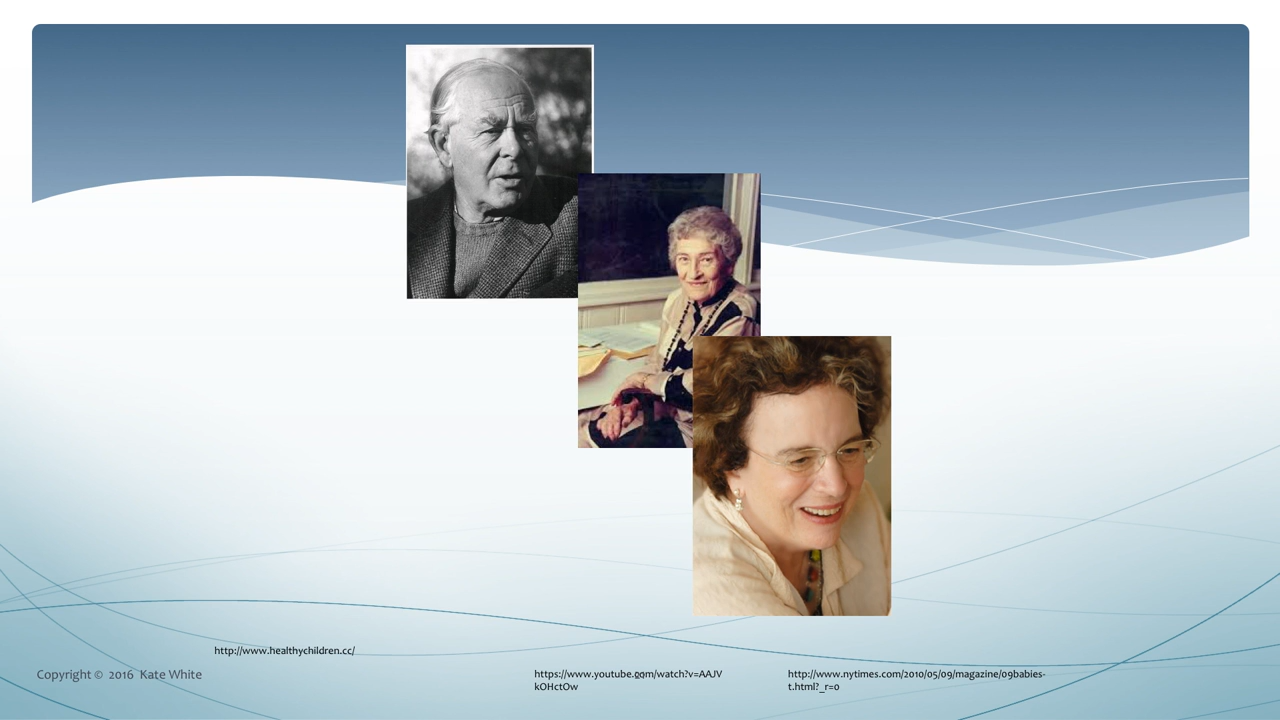 http://www.healthychildren.cc/
Copyright © 2016 Kate White
https://www.youtube.gqm/watch?v=AAJV
kOHctOw
http://www.nytimes.com/2010/05/09/magazine/09babies-
t.html?_r=0